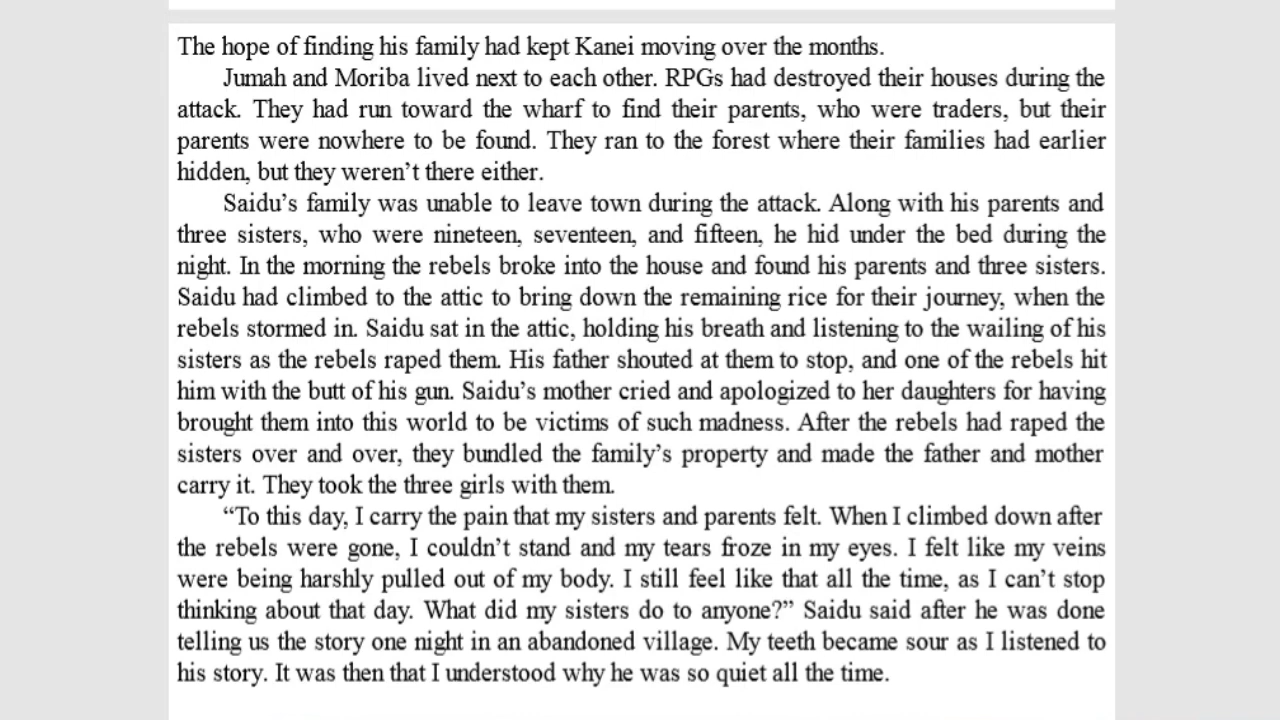 The hope of finding his family had kept Kanei moving over the months.
Jumah and Moriba lived next to each other. RPGs had destroyed their houses during the
attack. They had run toward the wharf to find their parents, who were traders, but their
parents were nowhere to be found. They ran to the forest where their families had earlier
hidden, but they weren’t there either.
Saidu’s family was unable to leave town during the attack. Along with his parents and
three sisters, who were nineteen, seventeen, and fifteen, he hid under the bed during the
night. In the morning the rebels broke into the house and found his parents and three sisters.
Saidu had climbed to the attic to bring down the remaining rice for their journey, when the
rebels stormed in. Saidu sat in the attic, holding his breath and listening to the wailing of his
sisters as the rebels raped them. His father shouted at them to stop, and one of the rebels hit
him with the butt of his gun. Saidu’s mother cried and apologized to her daughters for having
brought them into this world to be victims of such madness. After the rebels had raped the
sisters over and over, they bundled the family’s property and made the father and mother
carry it. They took the three girls with them.
“To this day, I carry the pain that my sisters and parents felt. When I climbed down after
the rebels were gone, I couldn’t stand and my tears froze in my eyes. I felt like my veins
were being harshly pulled out of my body. I still feel like that all the time, as I can’t stop
thinking about that day. What did my sisters do to anyone?” Saidu said after he was done
telling us the story one night in an abandoned village. My teeth became sour as I listened to
his story. It was then that I understood why he was so quiet all the time.